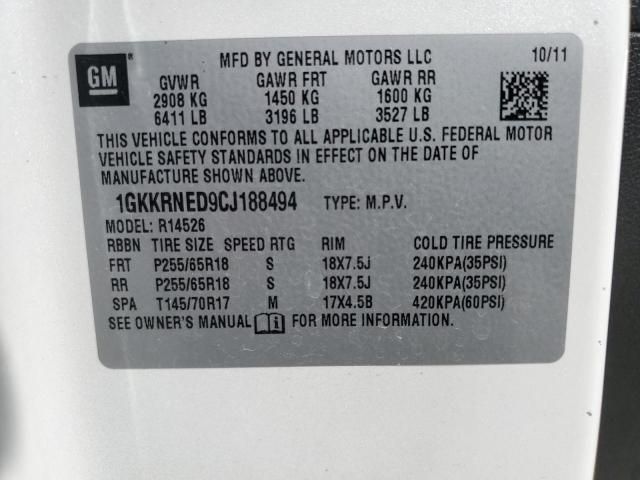 GM
MFD BY GENERAL MOTORS LLC 10/11
GVWR GAWR FRT GAWR RR
2908 KG 1450 KG 1600 KG
6411 LB 3196 LB 3527 LB
THIS VEHICLE CONFORMS TO ALL APPLICABLE U.S. FEDERAL MOTOR
VEHICLE SAFETY STANDARDS IN EFFECT ON THE DATE OF
MANUFACTURE SHOWN ABOVE.
1GKKRNED9CJ188494 TYPE: M.P.V.
MODEL: R14526
RBBN TIRE SIZE SPEED RTG RIM COLD TIRE PRESSURE
FRT P255/65R18 S 18X7.5J 240KPA(35PSI)
RR P255/65R18 S 18X7.5J 240KPA(35PSI)
SPA T145/70R17 M 17X4.5B 420KPA(60PSI)
SEE OWNER'S MANUAL FOR MORE INFORMATION.